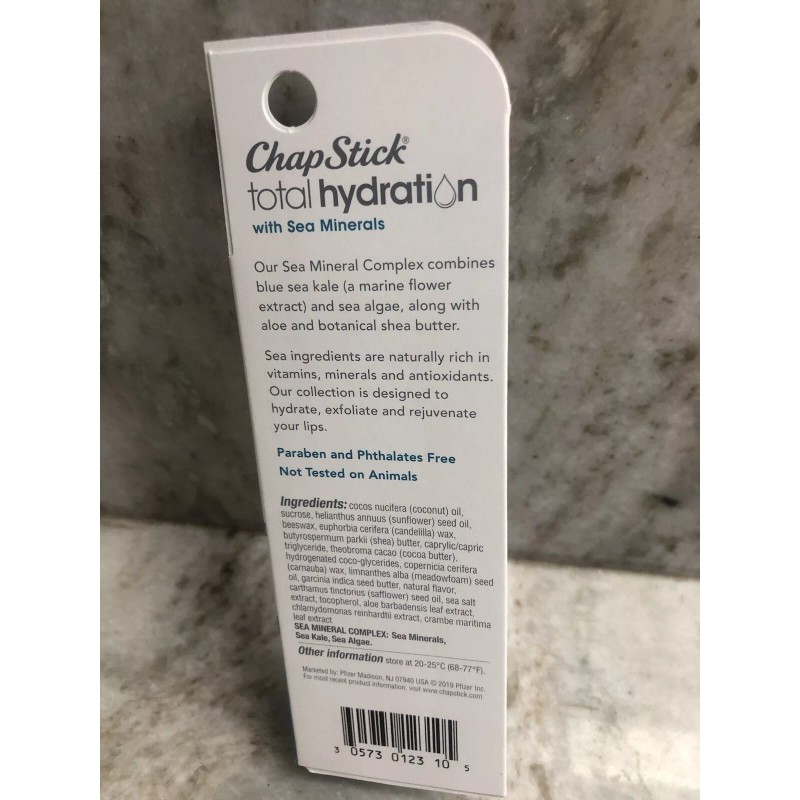 ChapStick®
total hydration
with Sea Minerals
Our Sea Mineral Complex combines
blue sea kale (a marine flower
extract) and sea algae, along with
aloe and botanical shea butter.
Sea ingredients are naturally rich in
vitamins, minerals and antioxidants.
Our collection is designed to
hydrate, exfoliate and rejuvenate
your lips.
Paraben and Phthalates Free
Not Tested on Animals
Ingredients: cocos nucifera (coconut) oil,
sucrose, helianthus annuus (sunflower) seed oil,
beeswax, euphorbia cerifera (candelilla) wax,
butyrospermum parkii (shea) butter, caprylic/capric
triglyceride, theobroma cacao (cocoa butter),
hydrogenated coco-glycerides, copernicia cerifera
(carnauba) wax, limnanthes alba (meadowfoam) seed
oil, garcinia indica seed butter, natural flavor,
carthamus tinctorius (safflower) seed oil, sea salt
extract, tocopherol, aloe barbadensis leaf extract,
chlamydomonas reinhardtii extract, crambe maritima
leaf extract
SEA MINERAL COMPLEX: Sea Minerals,
Sea Kale, Sea Algae.
Other information store at 20-25°C (68-77°F).
Marketed by: Pfizer Madison, NJ 07940 USA © 2019 Pfizer Inc.
For most recent product information, visit www.chapstick.com
3 0573 0123 10 5